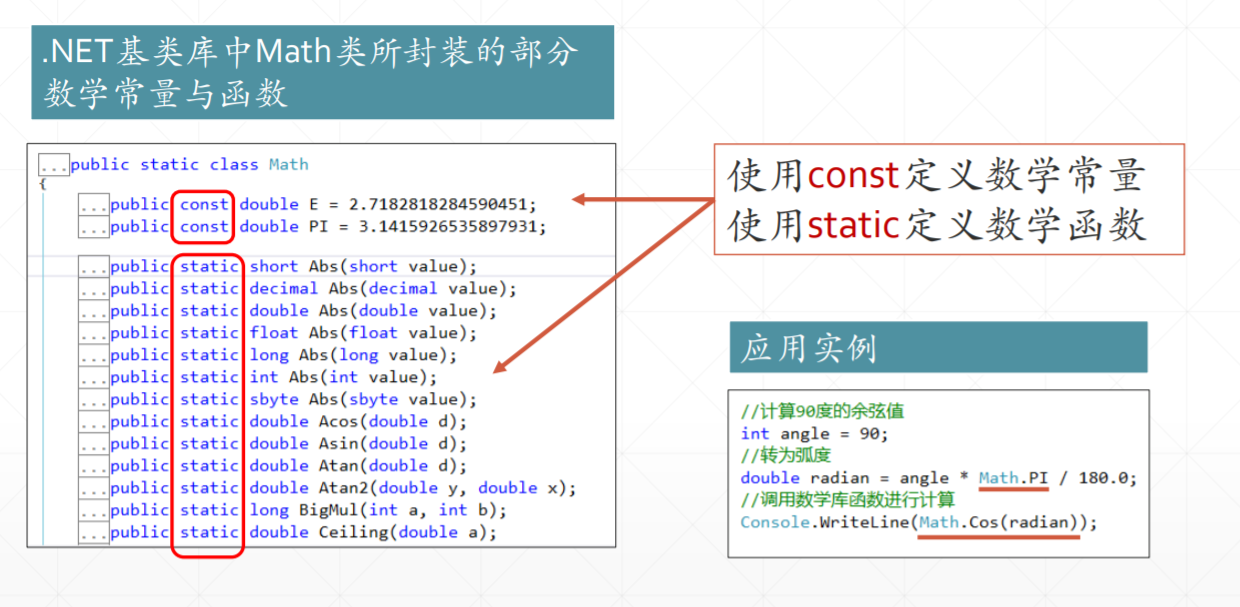 .NET基类库中Math类所封装的部分
数学常量与函数
...public static class Math
{
...public const double E = 2.7182818284590451;
...public const double PI = 3.1415926535897931;
...public static short Abs(short value);
...public static decimal Abs(decimal value);
...public static double Abs(double value);
...public static float Abs(float value);
...public static long Abs(long value);
...public static int Abs(int value);
...public static sbyte Abs(sbyte value);
...public static double Acos(double d);
...public static double Asin(double d);
...public static double Atan(double d);
...public static double Atan2(double y, double x);
...public static long BigMul(int a, int b);
...public static double Ceiling(double a);
使用const定义数学常量
使用static定义数学函数
应用实例
//计算90度的余弦值
int angle = 90;
//转为弧度
double radian = angle * Math.PI / 180.0;
//调用数学库函数进行计算
Console.WriteLine(Math.Cos(radian));